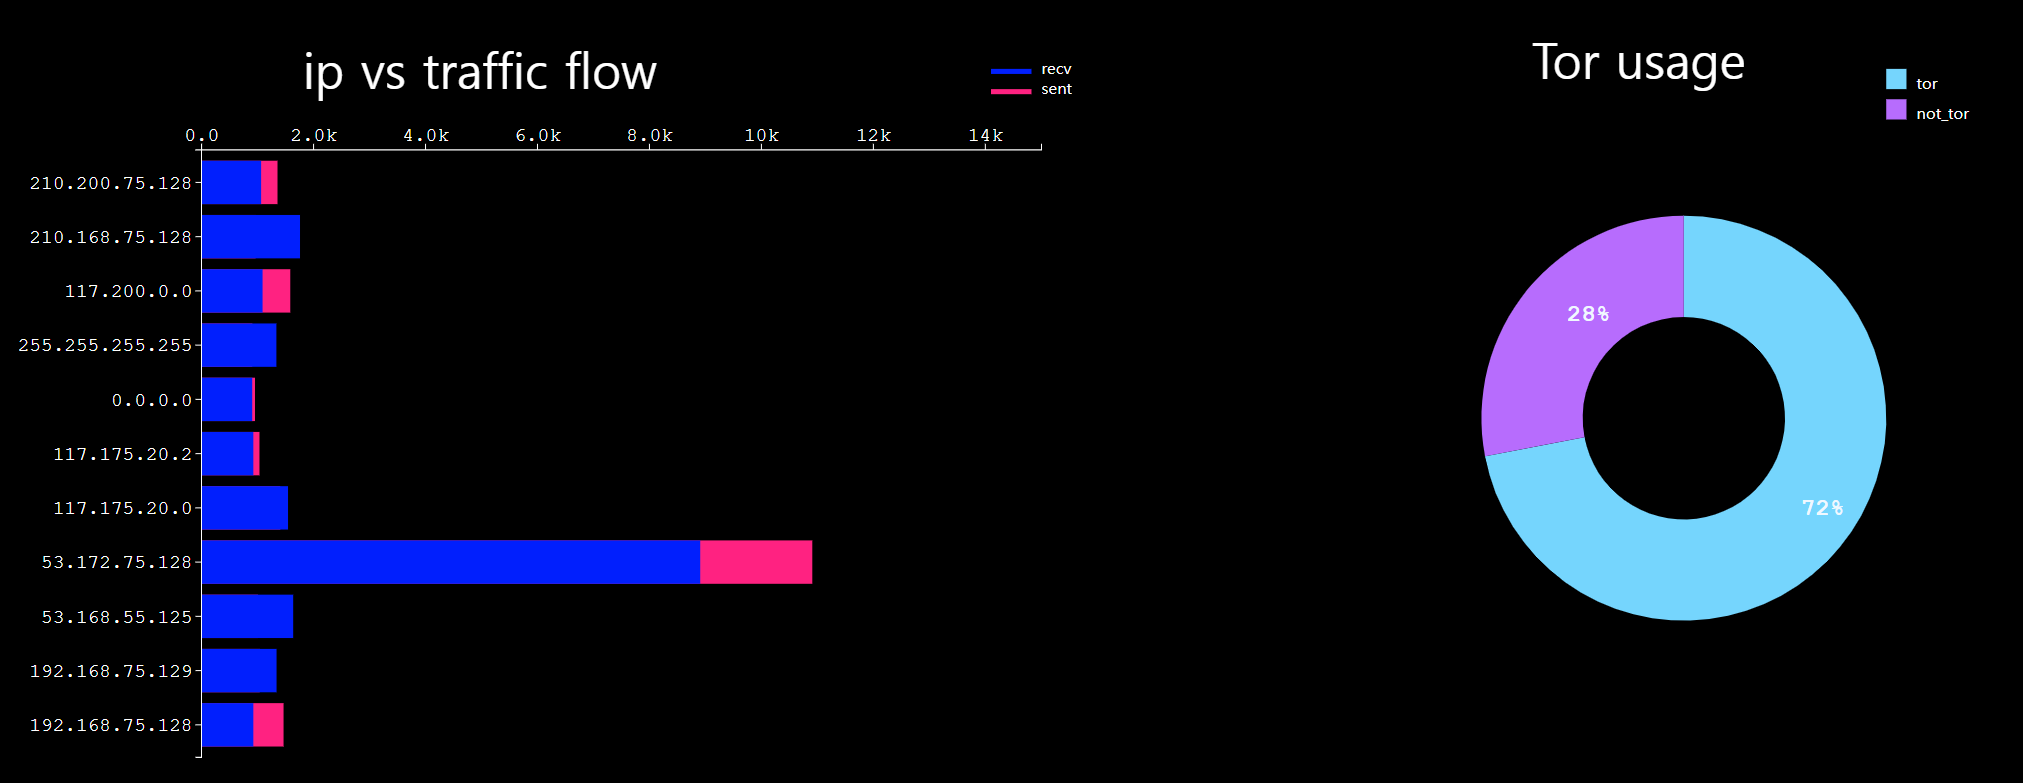 ip vs traffic flow
recv
sent
0.0 2.0k 4.0k 6.0k 8.0k 10k 12k 14k
210.200.75.128
210.168.75.128
117.200.0.0
255.255.255.255
0.0.0.0
117.175.20.2
117.175.20.0
53.172.75.128
53.168.55.125
192.168.75.129
192.168.75.128
Tor usage
tor
not_tor
28%
72%